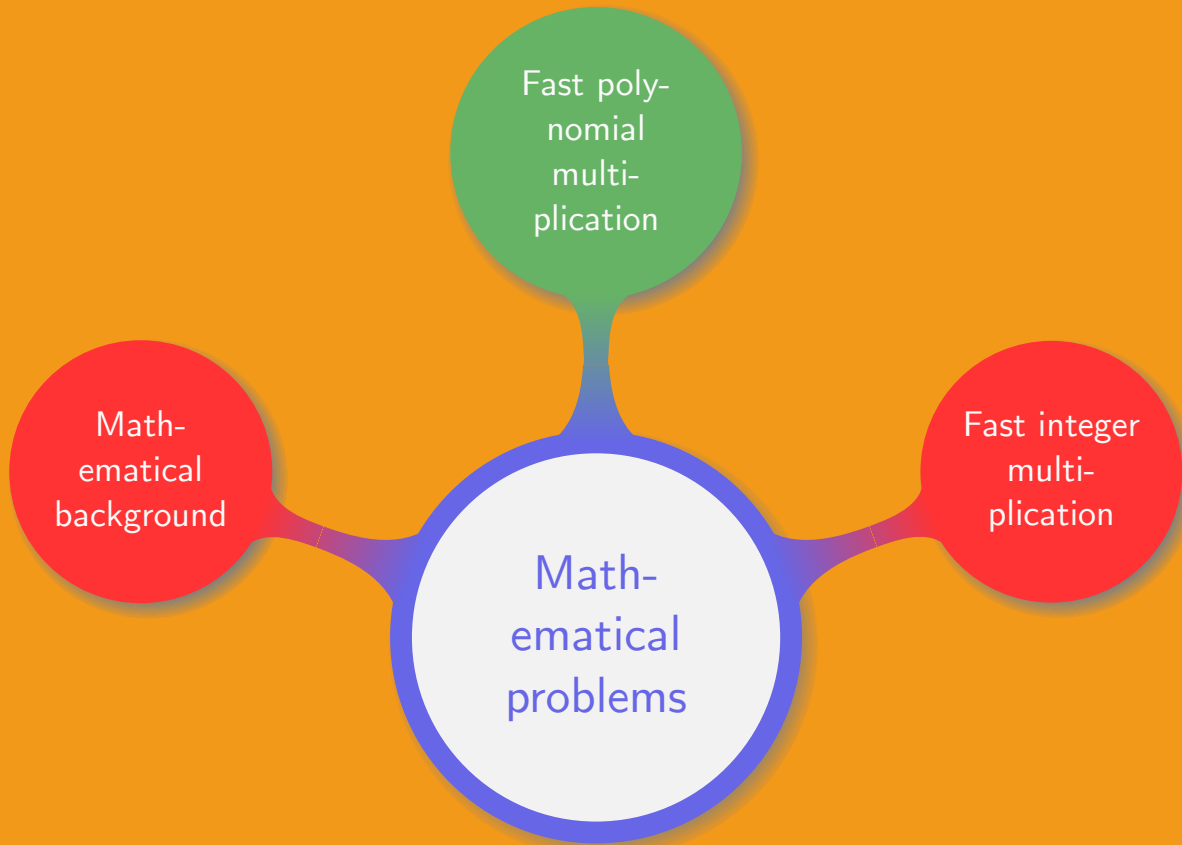 Fast poly-
nomial
multi-
plication
Math-
ematical
background
Fast integer
multi-
plication
Math-
ematical
problems